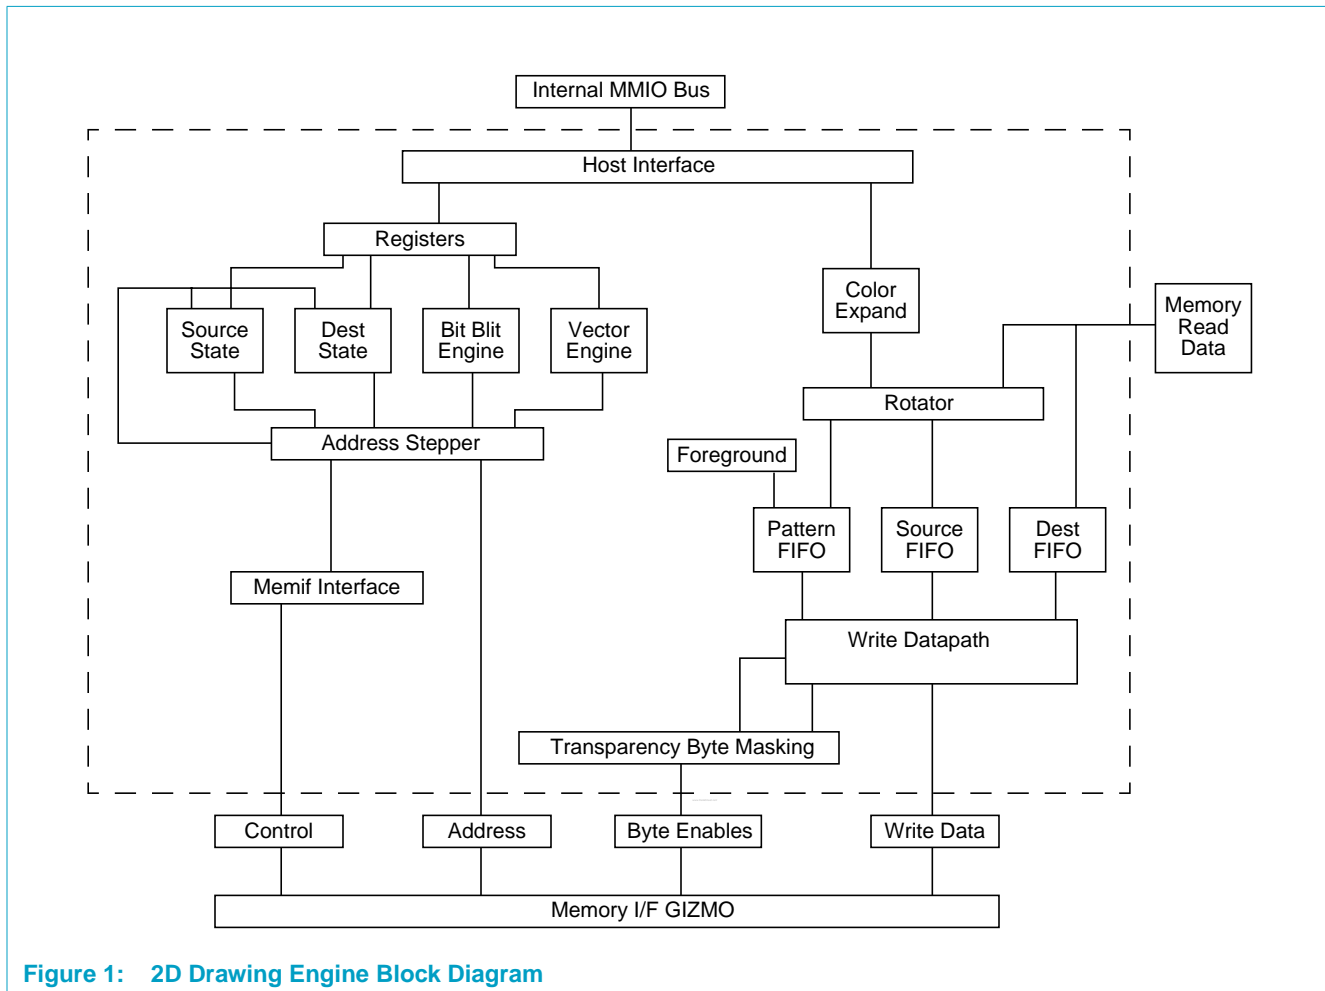 Internal MMIO Bus
Host Interface
Registers
Color
Expand
Memory
Read
Data
Source
State
Dest
State
Bit Blit
Engine
Vector
Engine
Rotator
Address Stepper
Foreground
Pattern
FIFO
Source
FIFO
Dest
FIFO
Memif Interface
Write Datapath
Transparency Byte Masking
Control
Address
Byte Enables
Write Data
Memory I/F GIZMO
Figure 1: 2D Drawing Engine Block Diagram